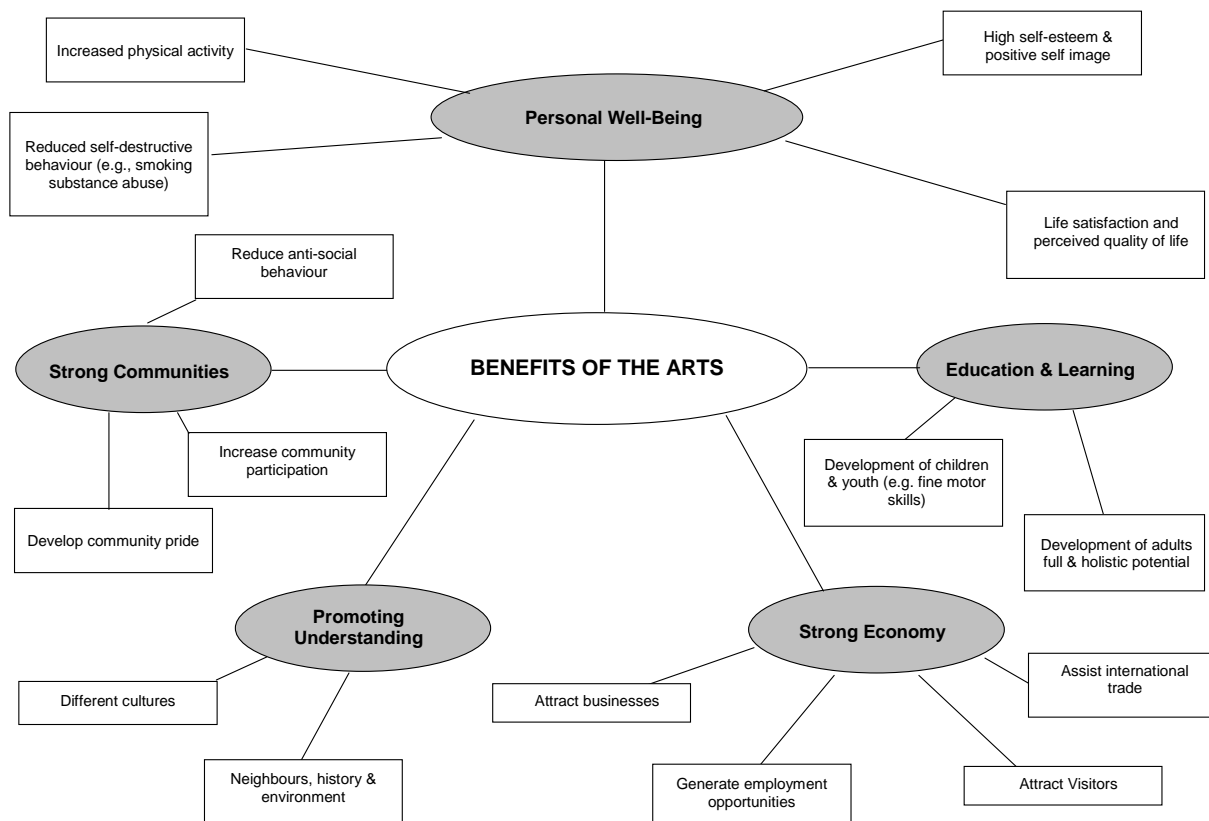 Increased physical activity
High self-esteem &
positive self image
Personal Well-Being
Reduced self-destructive
behaviour (e.g., smoking
substance abuse)
Life satisfaction and
perceived quality of life
Reduce anti-social
behaviour
Strong Communities
BENEFITS OF THE ARTS
Education & Learning
Increase community
participation
Development of children
& youth (e.g. fine motor
skills)
Develop community pride
Development of adults
full & holistic potential
Promoting
Understanding
Strong Economy
Different cultures
Attract businesses
Assist international
trade
Neighbours, history &
environment
Generate employment
opportunities
Attract Visitors